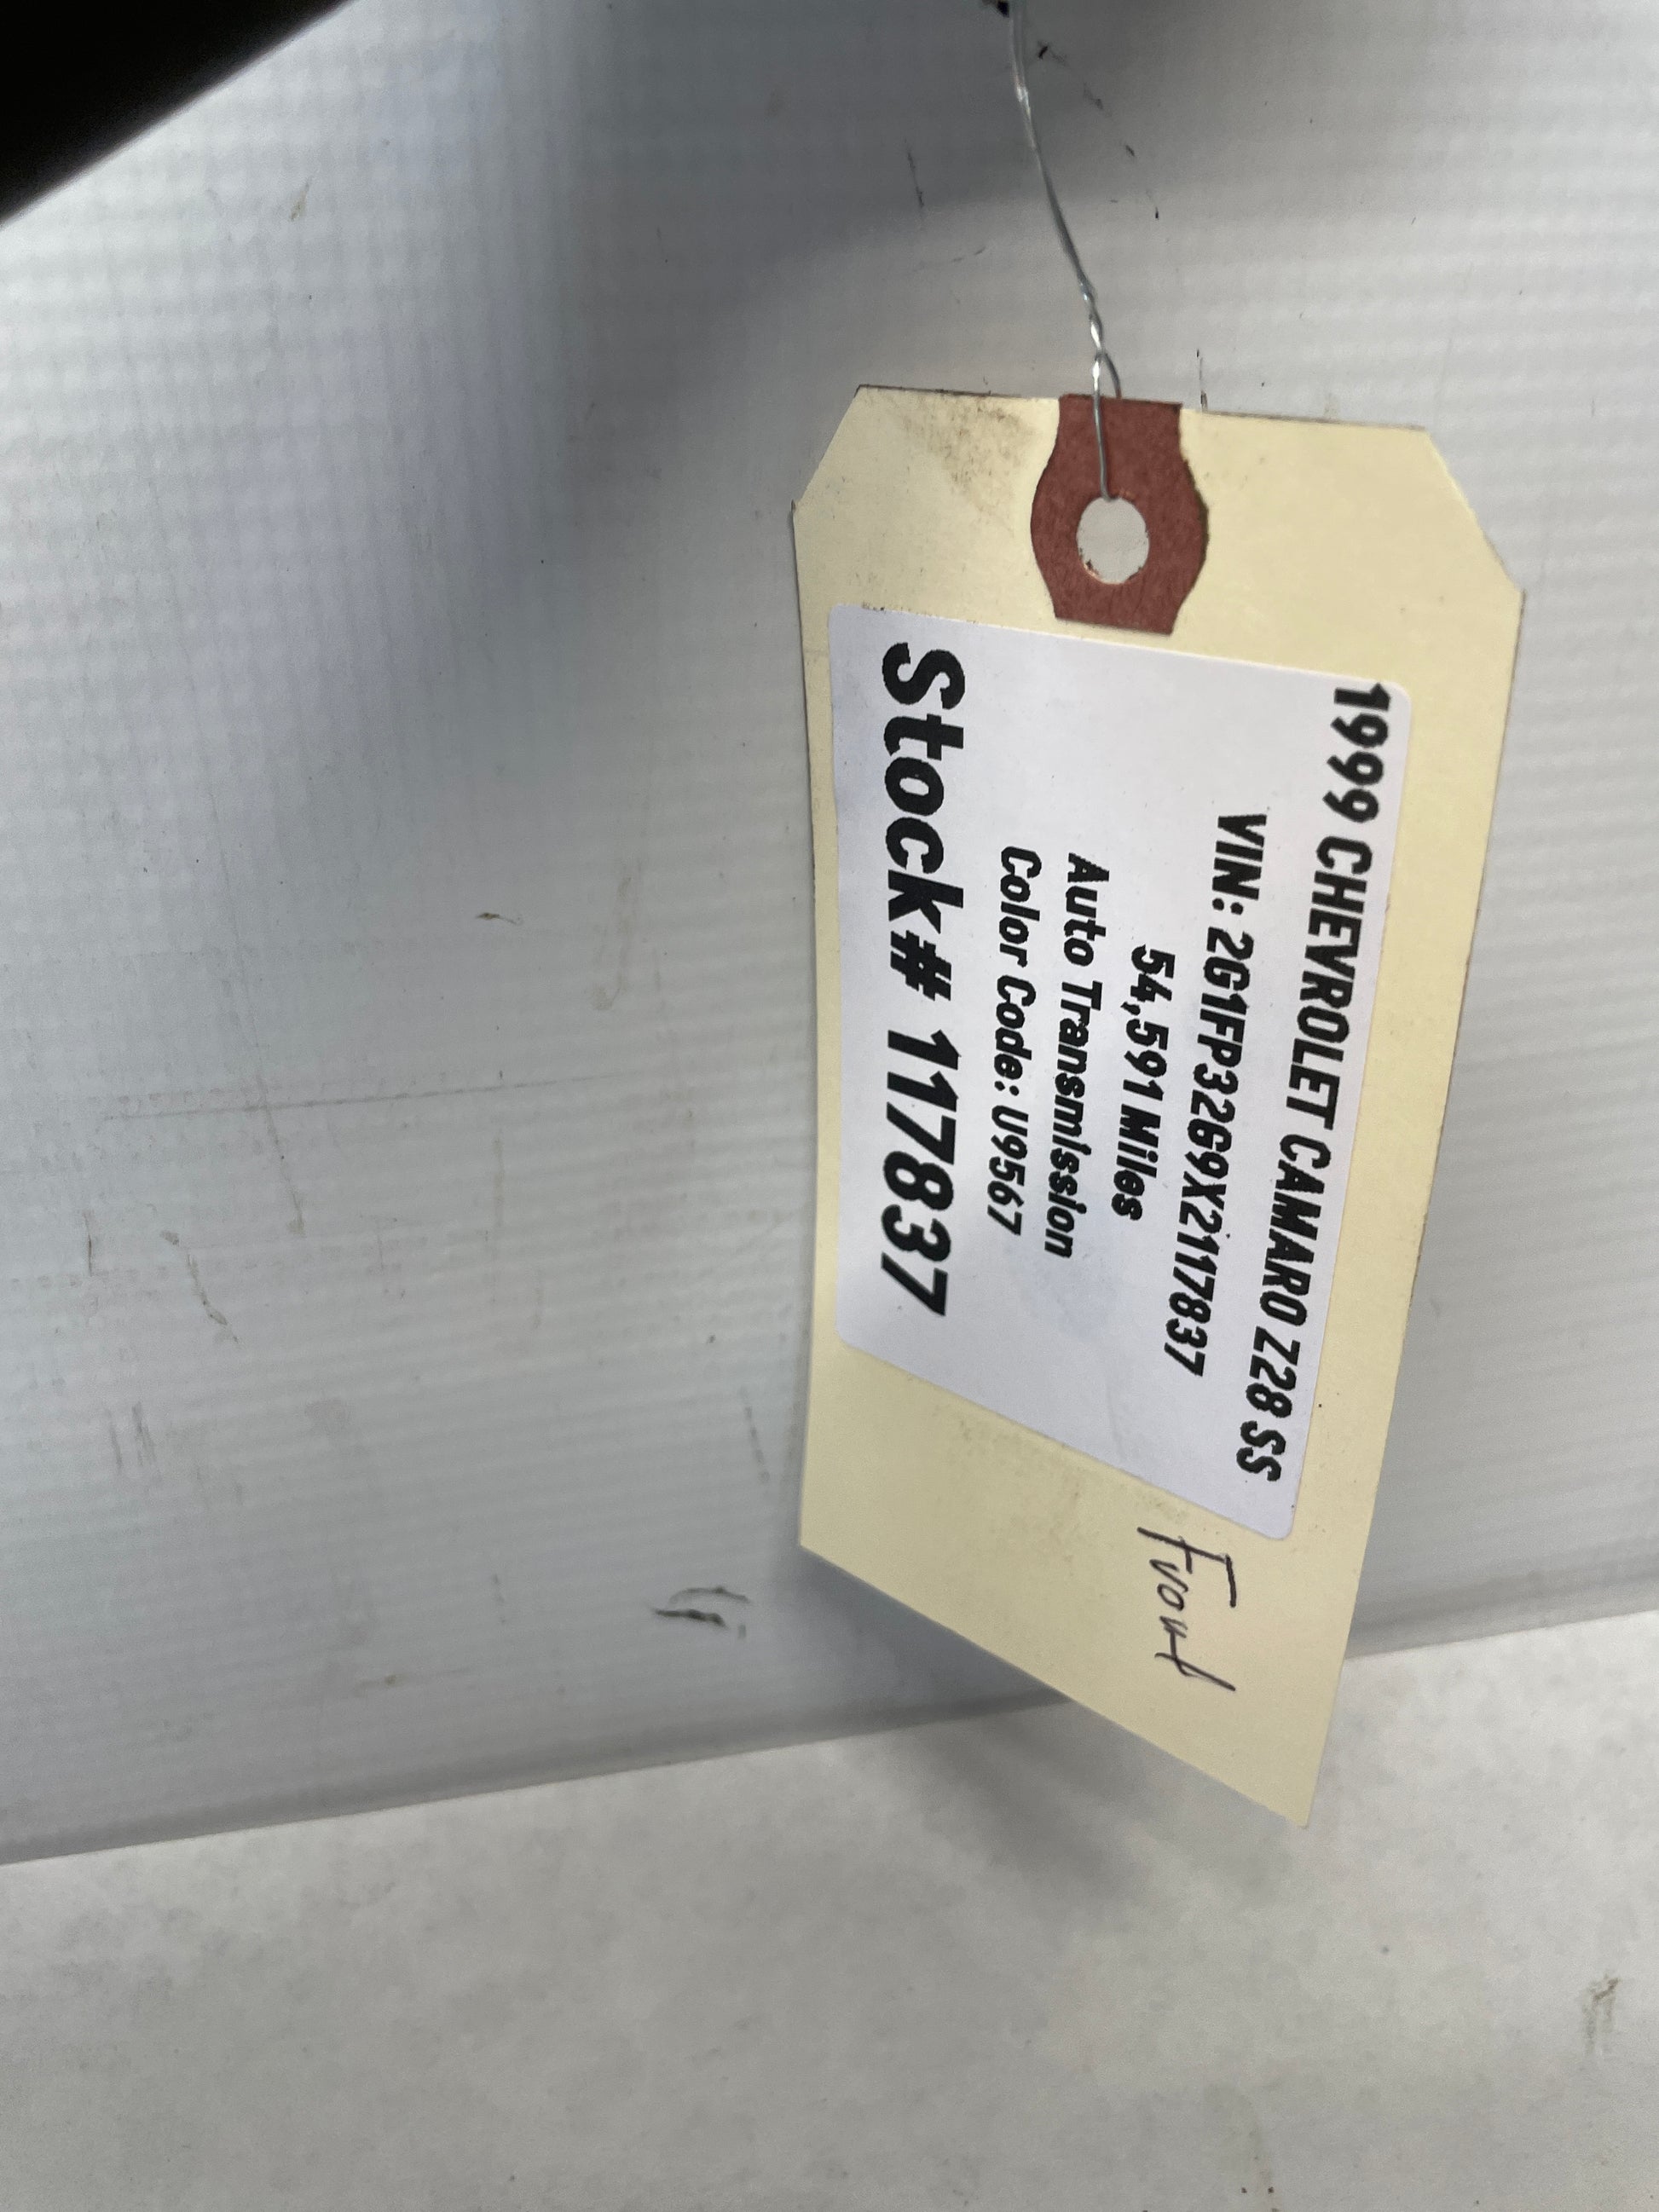 1999 CHEVROLET CAMARO Z28 SS
VIN: 2G1FP32G9X2117837
54,591 Miles
Auto Transmission
Color Code: U9567
Stock# 117837
Front